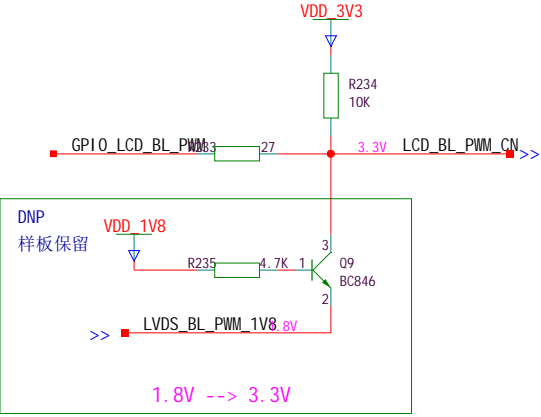 VDD_3V3
R234
10K
GPIO_LCD_BL_PWM
R233
27
3.3V
LCD_BL_PWM_CN
>>
DNP
样板保留
VDD_1V8
R235
4.7K
1
3
Q9
BC846
2
>>
LVDS_BL_PWM_1V8
1.8V
1.8V --> 3.3V